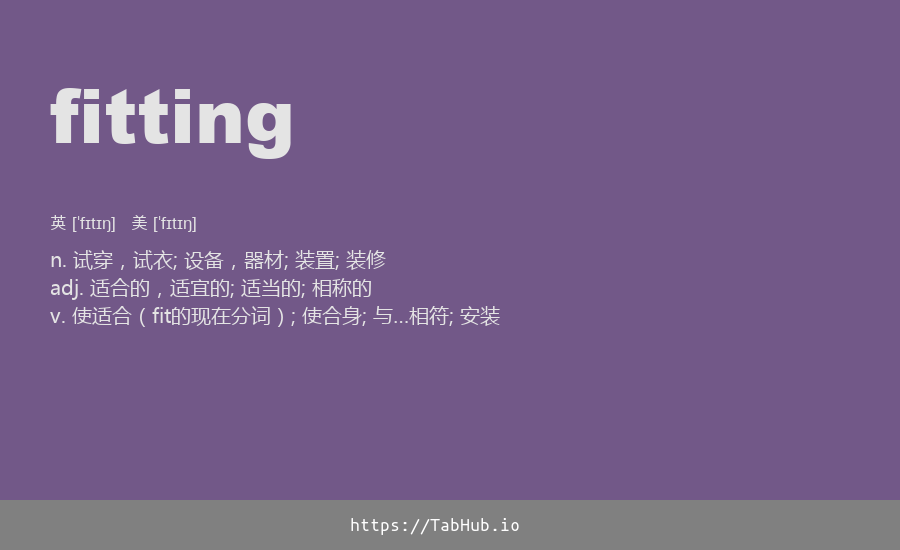 fitting
英 [ˈfɪtɪŋ] 美 [ˈfɪtɪŋ]
n. 试穿，试衣; 设备，器材; 装置; 装修
adj. 适合的，适宜的; 适当的; 相称的
v. 使适合（fit的现在分词）; 使合身; 与…相符; 安装
https://TabHub.io